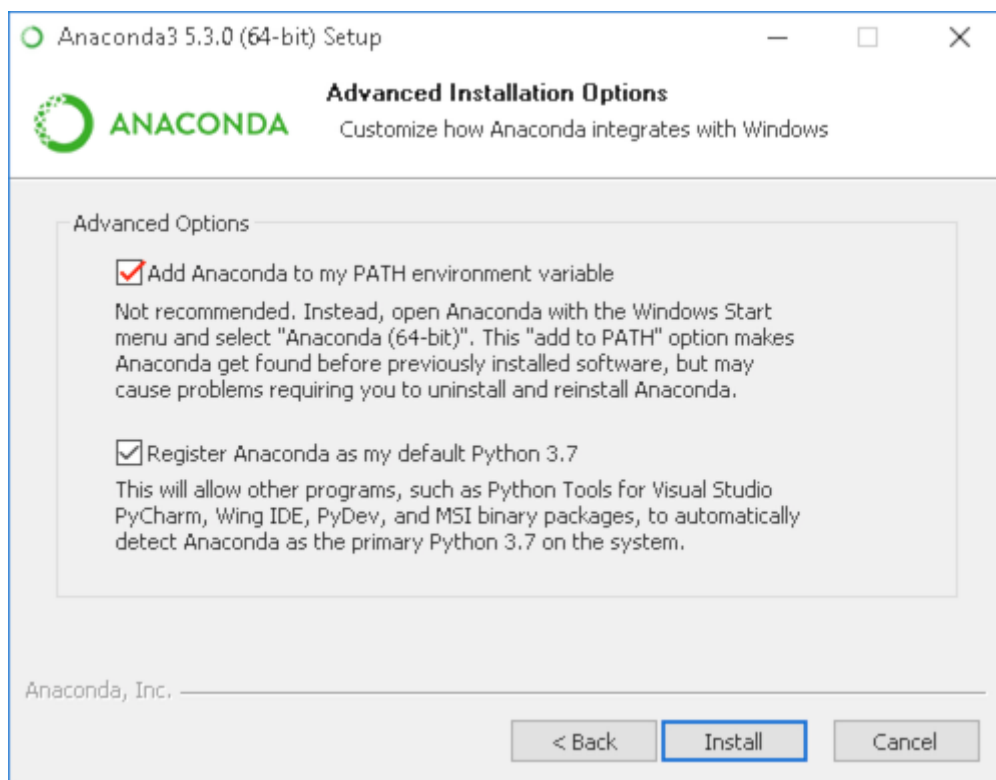 Anaconda3 5.3.0 (64-bit) Setup
ANACONDA
Advanced Installation Options
Customize how Anaconda integrates with Windows
Advanced Options
Add Anaconda to my PATH environment variable
Not recommended. Instead, open Anaconda with the Windows Start
menu and select "Anaconda (64-bit)". This "add to PATH" option makes
Anaconda get found before previously installed software, but may
cause problems requiring you to uninstall and reinstall Anaconda.
Register Anaconda as my default Python 3.7
This will allow other programs, such as Python Tools for Visual Studio
PyCharm, Wing IDE, PyDev, and MSI binary packages, to automatically
detect Anaconda as the primary Python 3.7 on the system.
Anaconda, Inc.
< Back
Install
Cancel